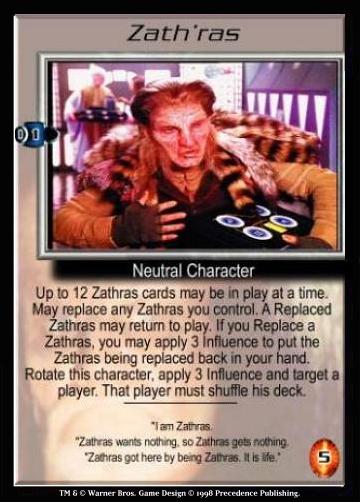 Zath'ras
1
Neutral Character
Up to 12 Zathras cards may be in play at a time.
May replace any Zathras you control. A Replaced
Zathras may return to play. If you Replace a
Zathras, you may apply 3 Influence to put the
Zathras being replaced back in your hand.
Rotate this character, apply 3 Influence and target a
player. That player must shuffle his deck.
"I am Zathras.
"Zathras wants nothing, so Zathras gets nothing.
"Zathras got here by being Zathras. It is life."
5
TM & © Warner Bros. Game Design © 1998 Precedence Publishing.